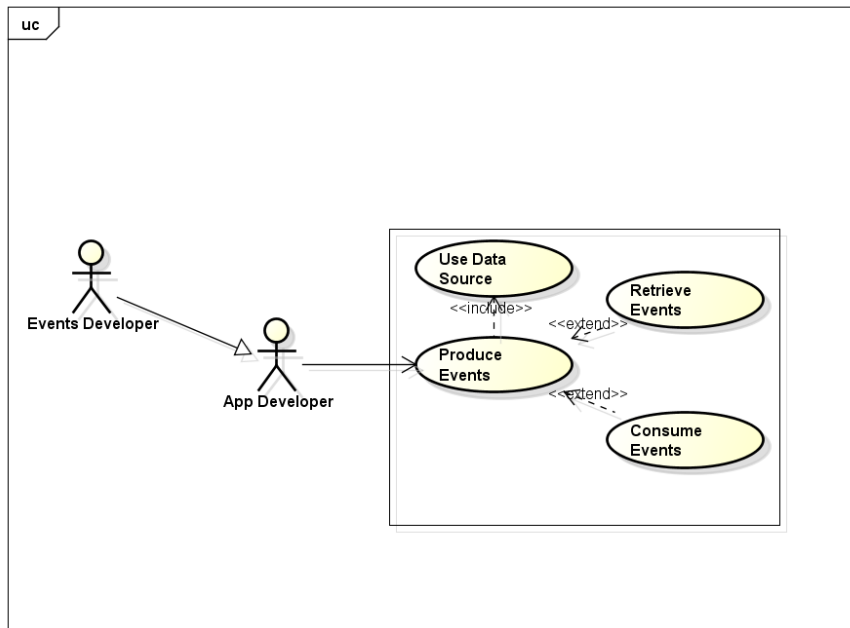 uc
Use Data
Source
Retrieve
Events
<<include>>
<<extend>>
Events Developer
Produce
Events
App Developer
<<extend>>
Consume
Events